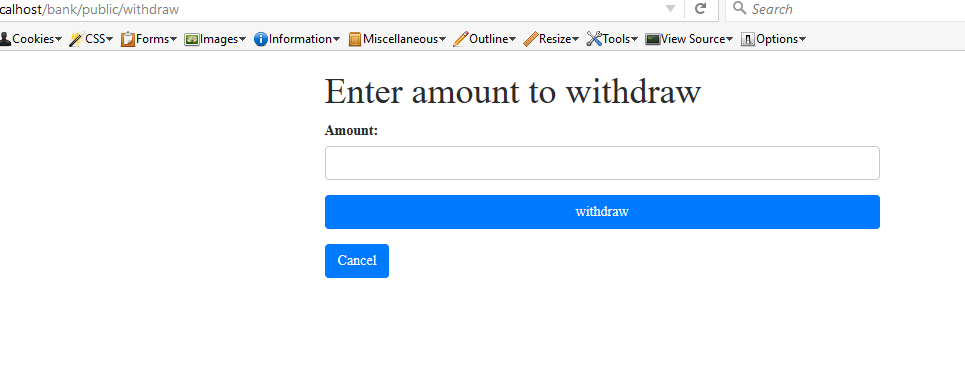 calhost/bank/public/withdraw
Search
Cookies CSS Forms Images Information Miscellaneous Outline Resize Tools View Source Options
Enter amount to withdraw
Amount:
withdraw
Cancel